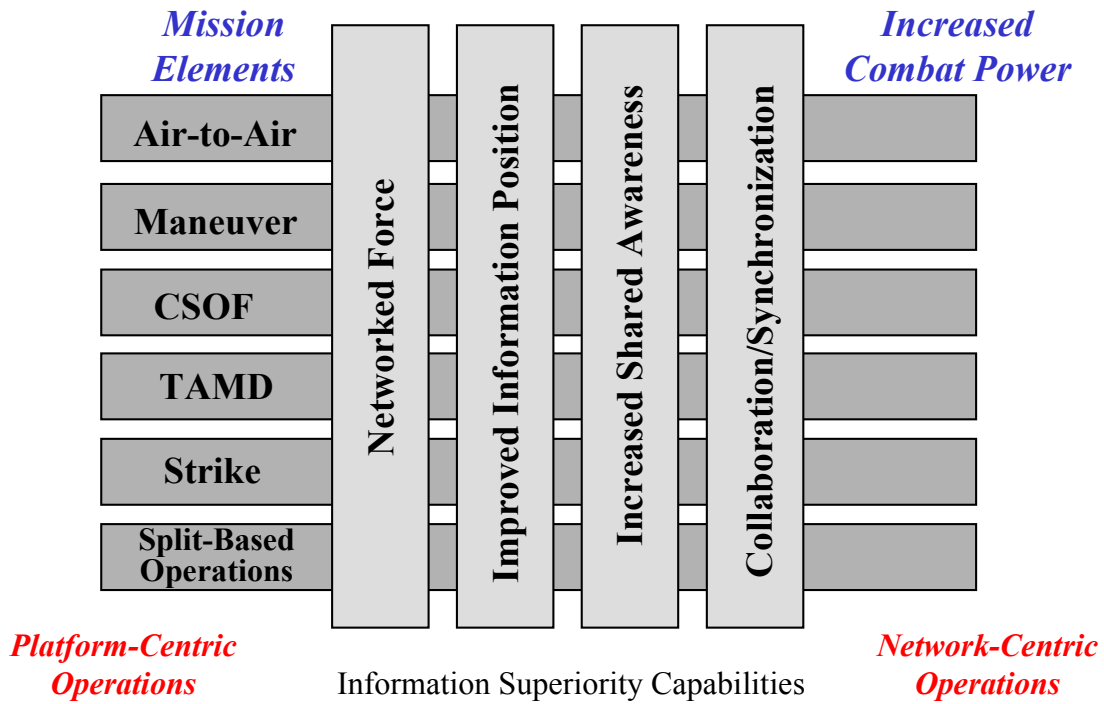 Mission
Elements
Increased
Combat Power
Air-to-Air
Maneuver
CSOF
TAMD
Strike
Split-Based
Operations
Networked Force
Improved Information Position
Increased Shared Awareness
Collaboration/Synchronization
Platform-Centric
Operations
Information Superiority Capabilities
Network-Centric
Operations